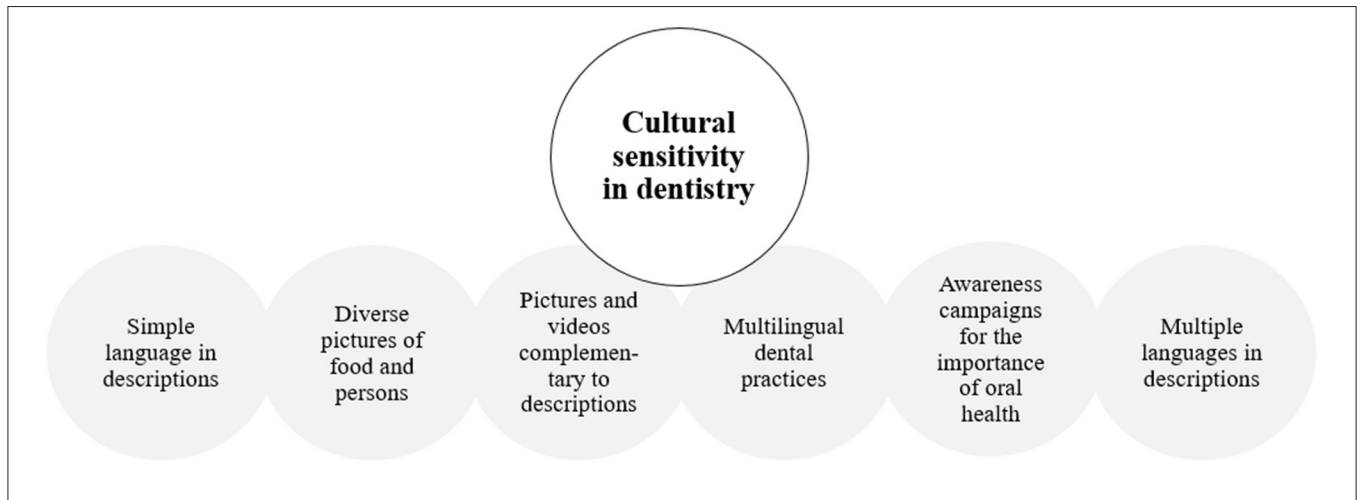 Cultural
sensitivity
in dentistry
Simple
language in
descriptions
Diverse
pictures of
food and
persons
Pictures and
videos
complemen-
tary to
descriptions
Multilingual
dental
practices
Awareness
campaigns
for the
importance
of oral
health
Multiple
languages in
descriptions